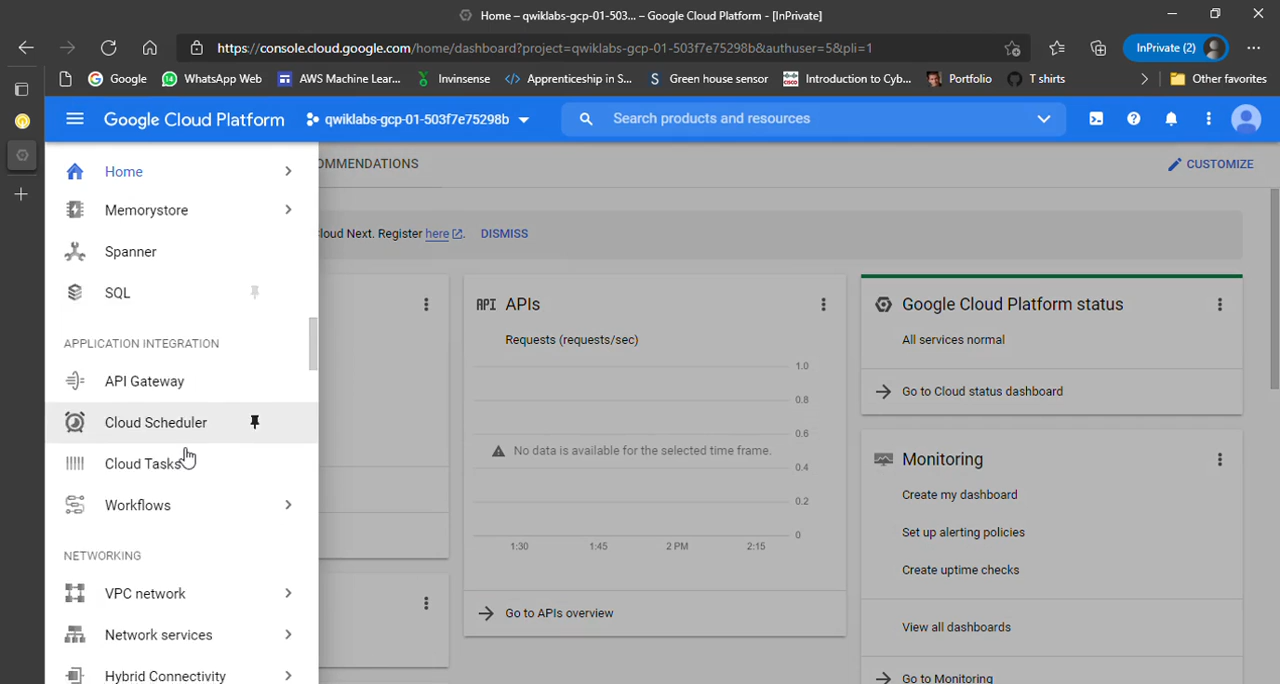 Home – qwiklabs-gcp-01-503... – Google Cloud Platform - [InPrivate]
https://console.cloud.google.com/home/dashboard?project=qwiklabs-gcp-01-503f7e75298b&authuser=5&pli=1
InPrivate (2)
Google
WhatsApp Web
AWS Machine Lear...
Invinsense
Apprenticeship in S...
Green house sensor
Introduction to Cyb...
Portfolio
T shirts
Other favorites
Google Cloud Platform
qwiklabs-gcp-01-503f7e75298b
Search products and resources
Home
Memorystore
Spanner
SQL
APPLICATION INTEGRATION
API Gateway
Cloud Scheduler
Cloud Tasks
Workflows
NETWORKING
VPC network
Network services
Hybrid Connectivity
OMMENDATIONS
CUSTOMIZE
Cloud Next. Register here.
DISMISS
API APIs
Requests (requests/sec)
1.0
0.8
0.6
No data is available for the selected time frame.
0.4
0.2
0
1:30
1:45
2 PM
2:15
Go to APIs overview
Google Cloud Platform status
All services normal
Go to Cloud status dashboard
Monitoring
Create my dashboard
Set up alerting policies
Create uptime checks
View all dashboards
Go to Monitoring